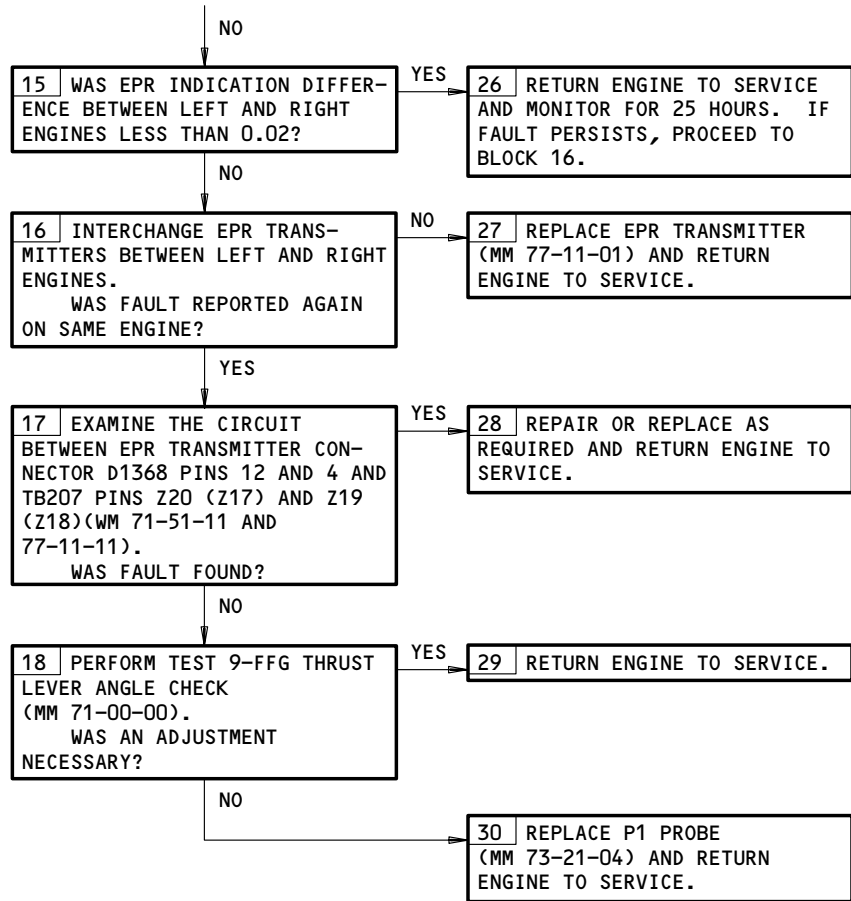 NO
15 WAS EPR INDICATION DIFFER-
ENCE BETWEEN LEFT AND RIGHT
ENGINES LESS THAN 0.02?
YES
26 RETURN ENGINE TO SERVICE
AND MONITOR FOR 25 HOURS. IF
FAULT PERSISTS, PROCEED TO
BLOCK 16.
NO
16 INTERCHANGE EPR TRANS-
MITTERS BETWEEN LEFT AND RIGHT
ENGINES.
WAS FAULT REPORTED AGAIN
ON SAME ENGINE?
NO
27 REPLACE EPR TRANSMITTER
(MM 77-11-01) AND RETURN
ENGINE TO SERVICE.
YES
17 EXAMINE THE CIRCUIT
BETWEEN EPR TRANSMITTER CON-
NECTOR D1368 PINS 12 AND 4 AND
TB207 PINS Z20 (Z17) AND Z19
(Z18)(WM 71-51-11 AND
77-11-11).
WAS FAULT FOUND?
YES
28 REPAIR OR REPLACE AS
REQUIRED AND RETURN ENGINE TO
SERVICE.
NO
18 PERFORM TEST 9-FFG THRUST
LEVER ANGLE CHECK
(MM 71-00-00).
WAS AN ADJUSTMENT
NECESSARY?
YES
29 RETURN ENGINE TO SERVICE.
NO
30 REPLACE P1 PROBE
(MM 73-21-04) AND RETURN
ENGINE TO SERVICE.